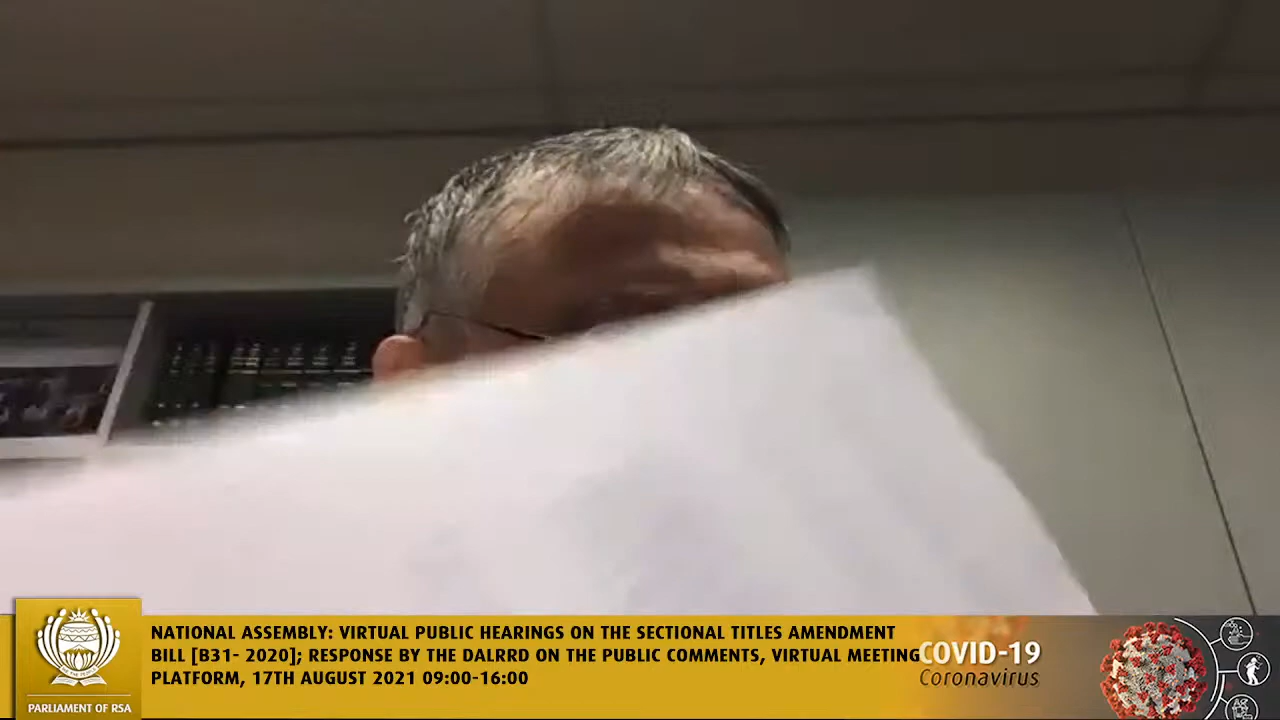 NATIONAL ASSEMBLY: VIRTUAL PUBLIC HEARINGS ON THE SECTIONAL TITLES AMENDMENT
BILL [B31- 2020]; RESPONSE BY THE DALRRD ON THE PUBLIC COMMENTS, VIRTUAL MEETING
PLATFORM, 17TH AUGUST 2021 09:00-16:00
COVID-19
Coronavirus
PARLIAMENT OF RSA